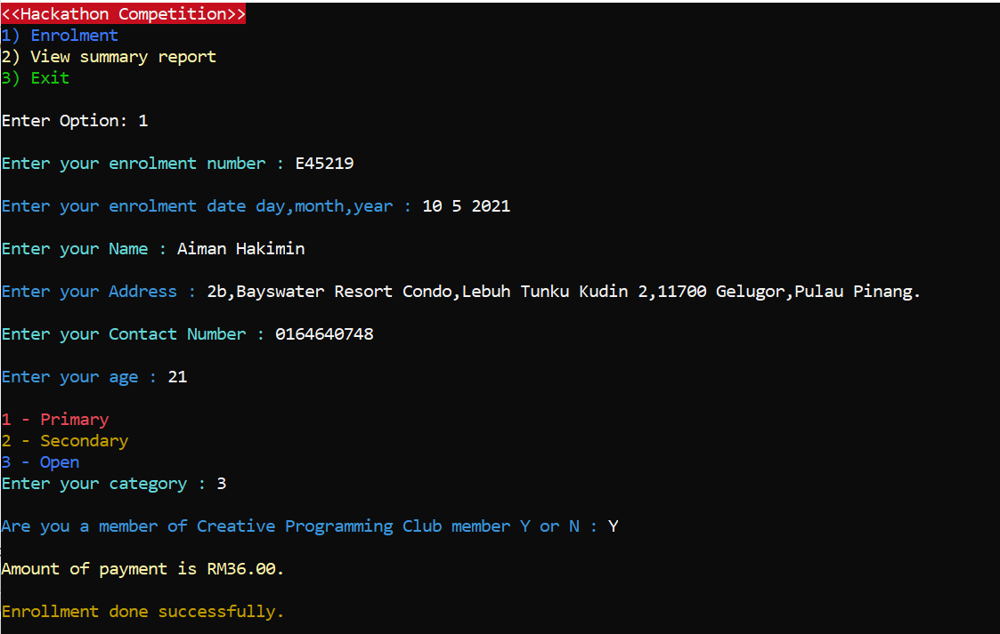 <<Hackathon Competition>>
1) Enrolment
2) View summary report
3) Exit
Enter Option: 1
Enter your enrolment number : E45219
Enter your enrolment date day,month,year : 10 5 2021
Enter your Name : Aiman Hakimin
Enter your Address : 2b,Bayswater Resort Condo,Lebuh Tunku Kudin 2,11700 Gelugor,Pulau Pinang.
Enter your Contact Number : 0164640748
Enter your age : 21
1 - Primary
2 - Secondary
3 - Open
Enter your category : 3
Are you a member of Creative Programming Club member Y or N : Y
Amount of payment is RM36.00.
Enrollment done successfully.